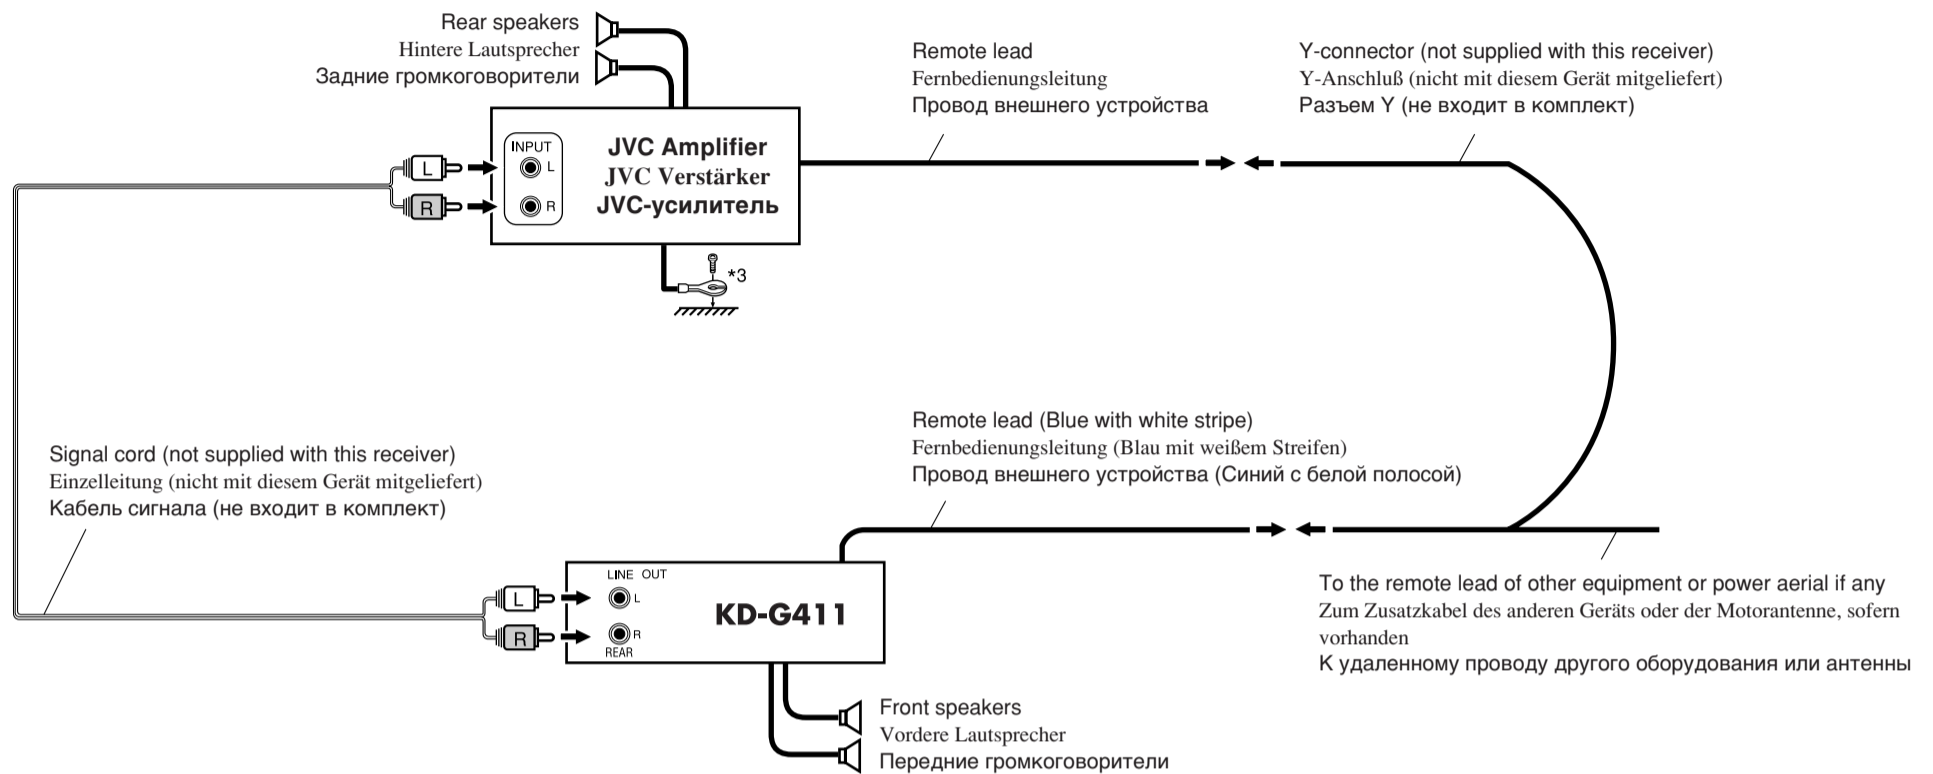 Rear speakers
Hintere Lautsprecher
Задние громкоговорители
Remote lead
Fernbedienungsleitung
Провод внешнего устройства
Y-connector (not supplied with this receiver)
Y-Anschluß (nicht mit diesem Gerät mitgeliefert)
Разъем Y (не входит в комплект)
INPUT
L
R
L
R
JVC Amplifier
JVC Verstärker
JVC-усилитель
*3
Signal cord (not supplied with this receiver)
Einzelleitung (nicht mit diesem Gerät mitgeliefert)
Кабель сигнала (не входит в комплект)
Remote lead (Blue with white stripe)
Fernbedienungsleitung (Blau mit weißem Streifen)
Провод внешнего устройства (Синий с белой полосой)
LINE OUT
L
L
R
R
REAR
KD-G411
To the remote lead of other equipment or power aerial if any
Zum Zusatzkabel des anderen Geräts oder der Motorantenne, sofern
vorhanden
К удаленному проводу другого оборудования или антенны
Front speakers
Vordere Lautsprecher
Передние громкоговорители